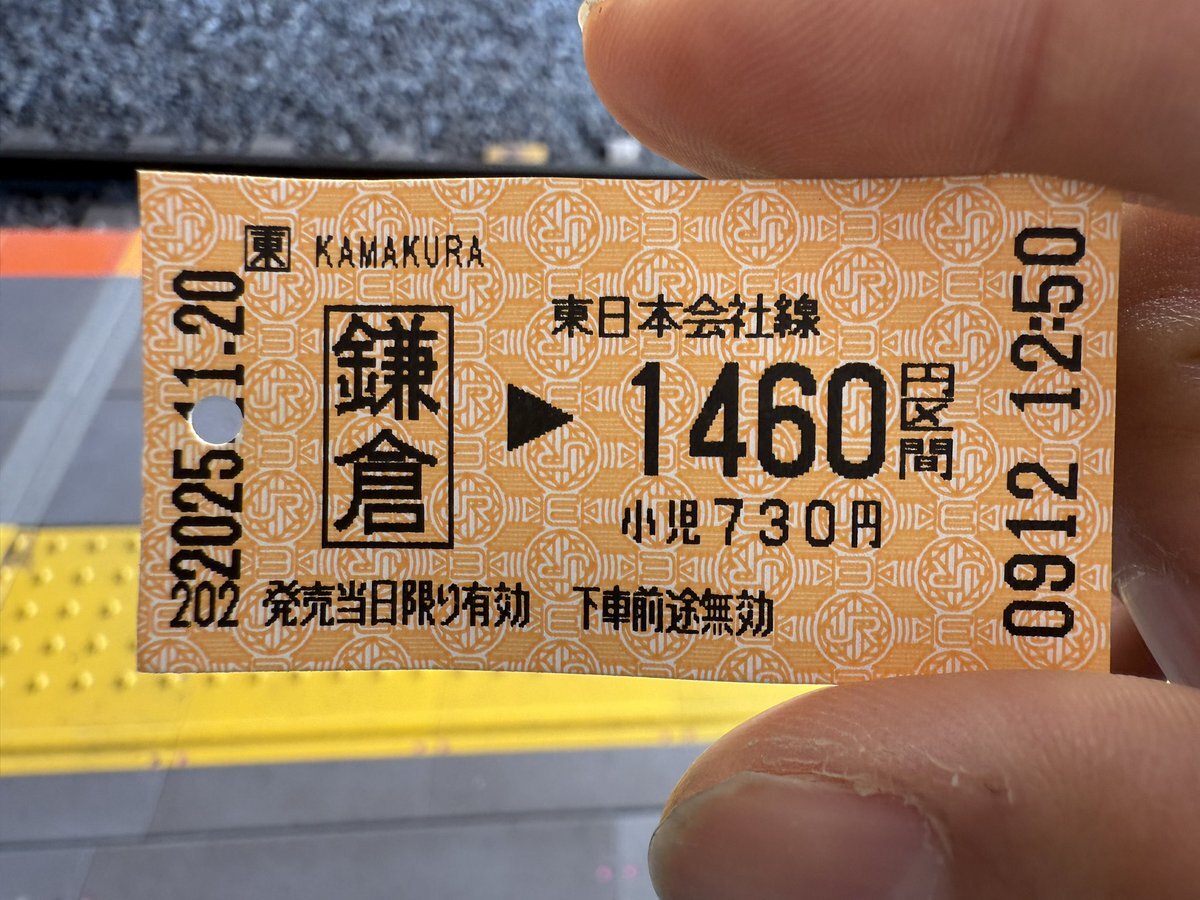 東 KAMAKURA
鎌倉
▶
東日本会社線
1460円区間
小児730円
2025.11.20
202 発売当日限り有効 下車前途無効
0912 12:50